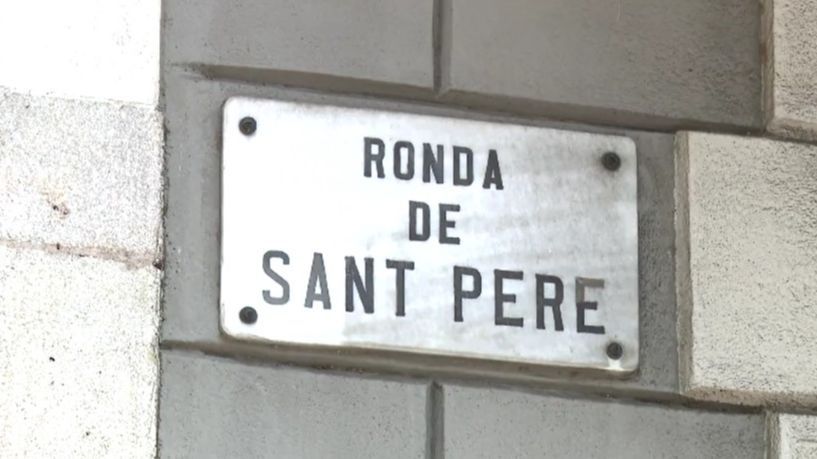 RONDA
DE
SANT PERE